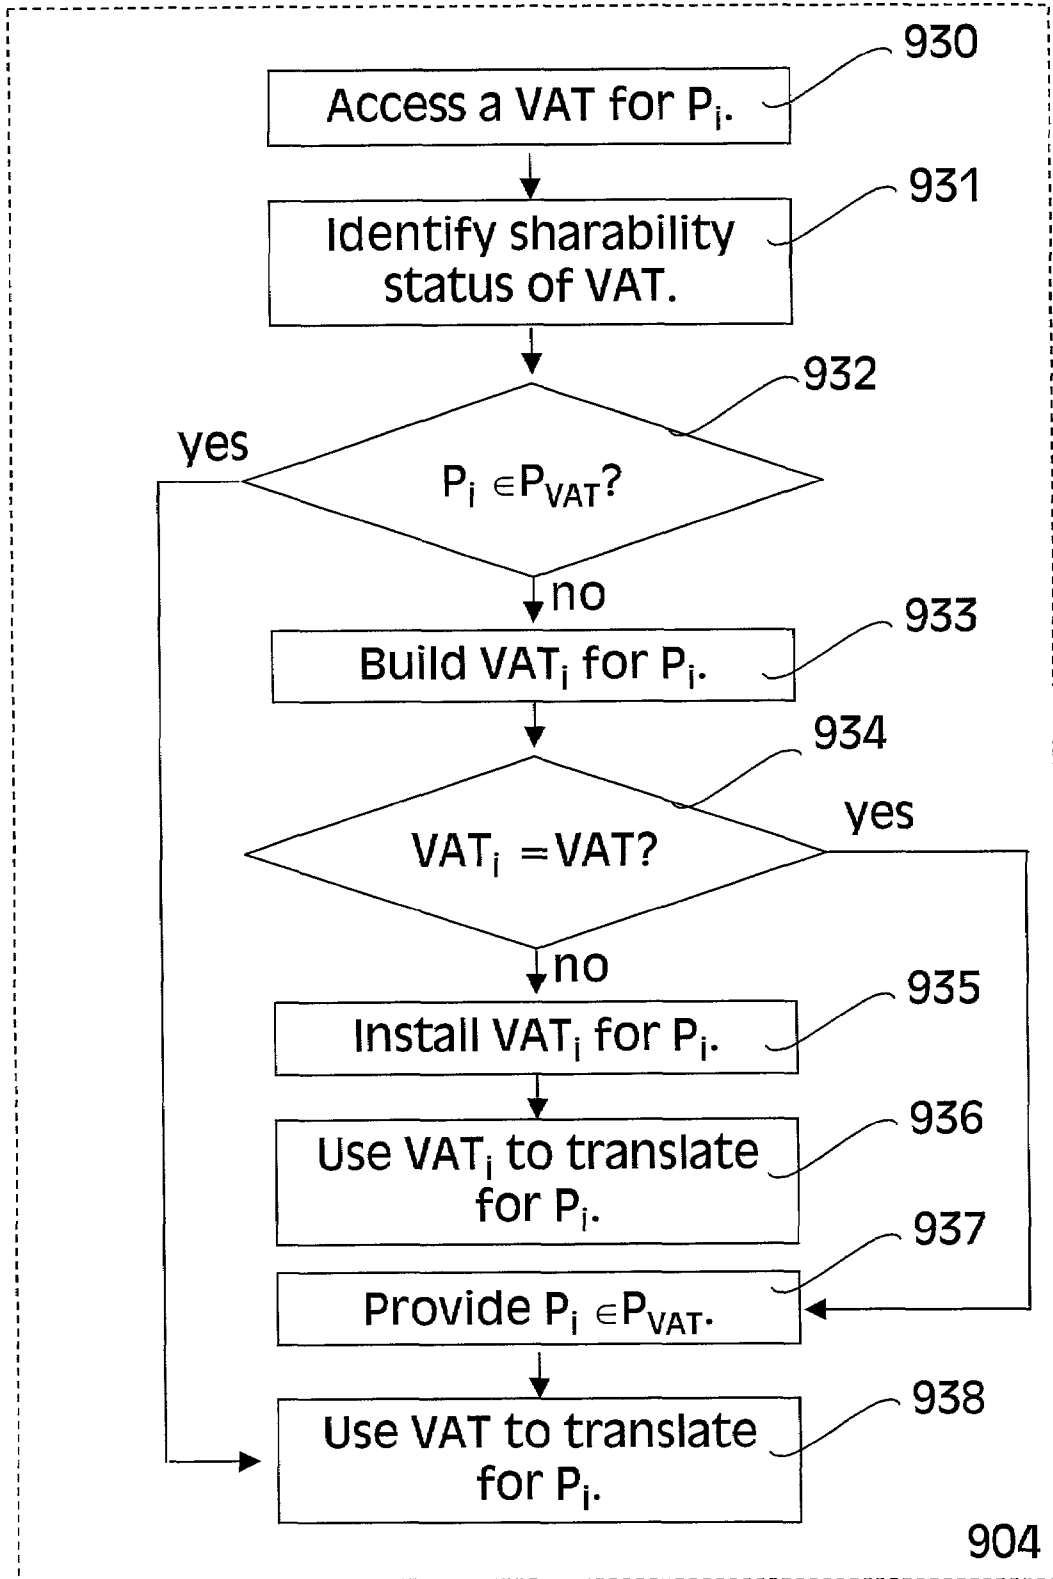 930
Access a VAT for Pi.
931
Identify sharability
status of VAT.
932
yes
Pi ∈PVAT?
no
933
Build VATi for Pi.
934
yes
VATi =VAT?
no
935
Install VATi for Pi.
936
Use VATi to translate
for Pi.
937
Provide Pi ∈PVAT.
938
Use VAT to translate
for Pi.
904